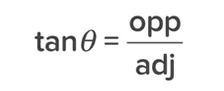 tanθ = opp/adj